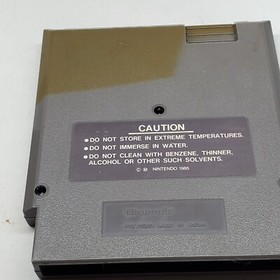 CAUTION
•DO NOT STORE IN EXTREME TEMPERATURES.
•DO NOT IMMERSE IN WATER.
•DO NOT CLEAN WITH BENZENE, THINNER,
ALCOHOL OR OTHER SUCH SOLVENTS.
© NINTENDO 1985